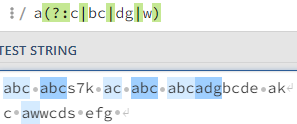 / a(?:c|bc|dg|w)
TEST STRING
abc abcs7k ac abc abcadgbcde ak
c awwcds efg